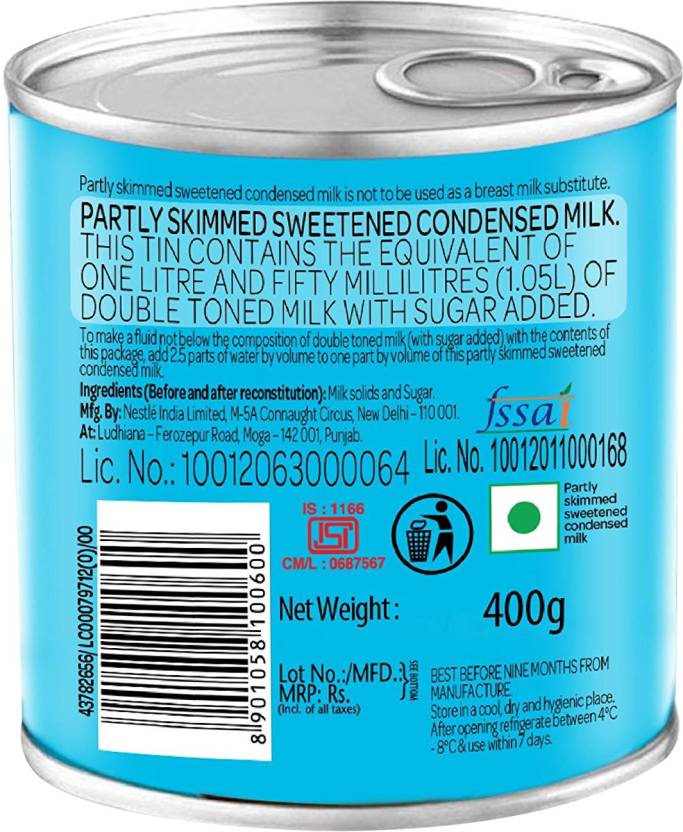 Partly skimmed sweetened condensed milk is not to be used as a breast milk substitute.
PARTLY SKIMMED SWEETENED CONDENSED MILK.
THIS TIN CONTAINS THE EQUIVALENT OF
ONE LITRE AND FIFTY MILLILITRES (1.05L) OF
DOUBLE TONED MILK WITH SUGAR ADDED.
To make a fluid not below the composition of double toned milk (with sugar added) with the contents of
this package, add 2.5 parts of water by volume to one part by volume of this partly skimmed sweetened
condensed milk.
Ingredients (Before and after reconstitution): Milk solids and Sugar.
Mfg. By: Nestlé India Limited, M-5A Connaught Circus, New Delhi – 110 001.
At: Ludhiana – Ferozepur Road, Moga – 142 001, Punjab.
fssai
Lic. No.: 10012063000064
Lic. No. 10012011000168
IS : 1166
ISI
CM/L : 0687567
Partly
skimmed
sweetened
condensed
milk
43782656/LC00079712(0)/00
8 901058 100600
Net Weight: 400g
Lot No.:/MFD.:
MRP: Rs.
(Incl. of all taxes)
SEE BOTTOM
BEST BEFORE NINE MONTHS FROM
MANUFACTURE.
Store in a cool, dry and hygienic place.
After opening refrigerate between 4°C
- 8°C & use within 7 days.